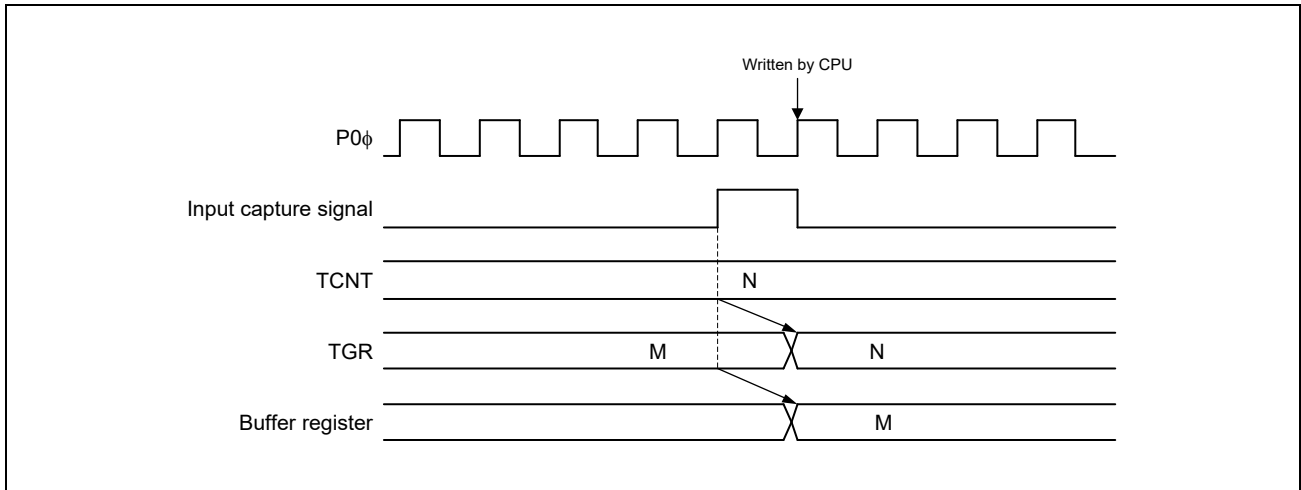 Written by CPU
P0ϕ
Input capture signal
TCNT
N
TGR
M
N
Buffer register
M